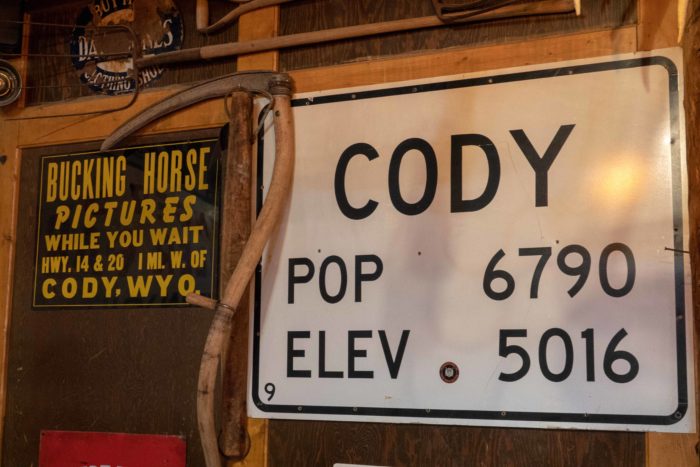 BUCKING HORSE
PICTURES
WHILE YOU WAIT
HWY. 14 & 20 1 MI. W. OF
CODY, WYO.
CODY
POP 6790
ELEV 5016
9